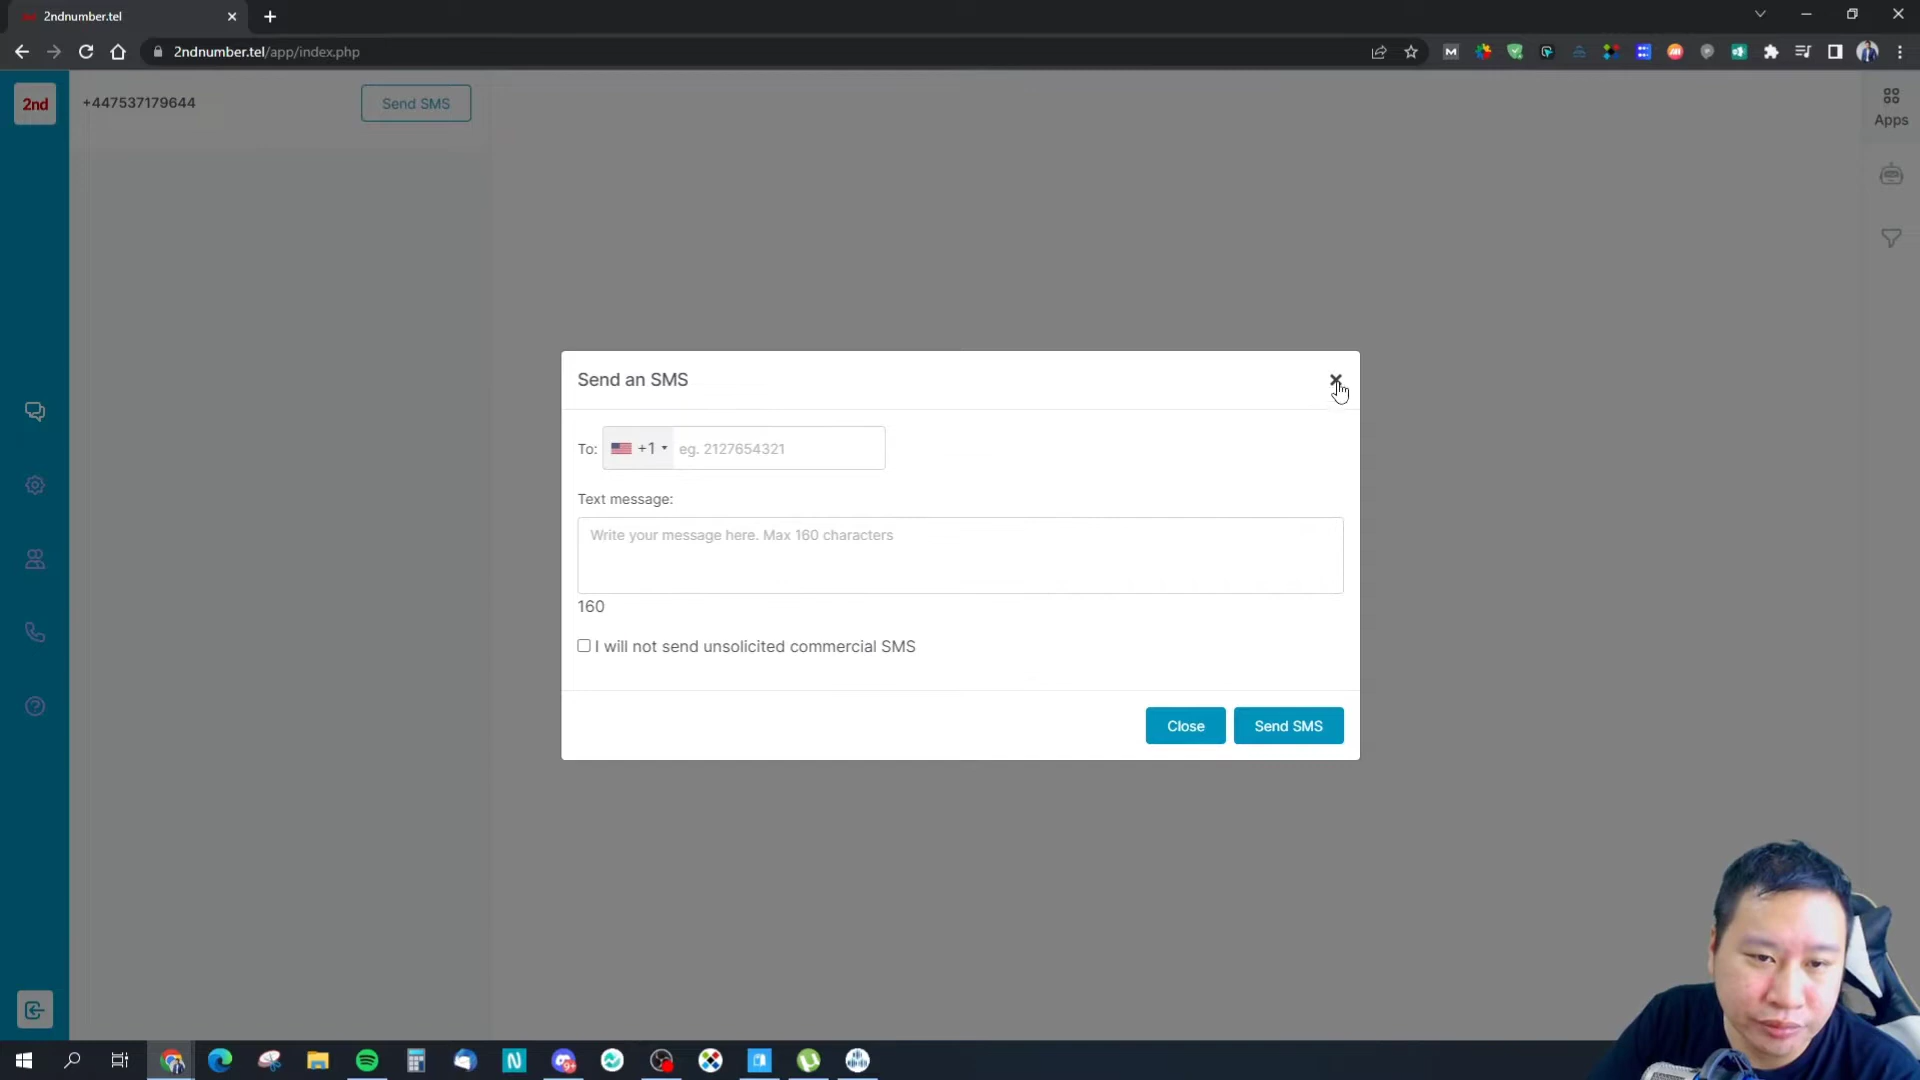 2ndnumber.tel
2ndnumber.tel/app/index.php
2nd
+447537179644
Send SMS
Apps
Send an SMS
To:
+1
eg. 2127654321
Text message:
Write your message here. Max 160 characters
160
I will not send unsolicited commercial SMS
Close
Send SMS